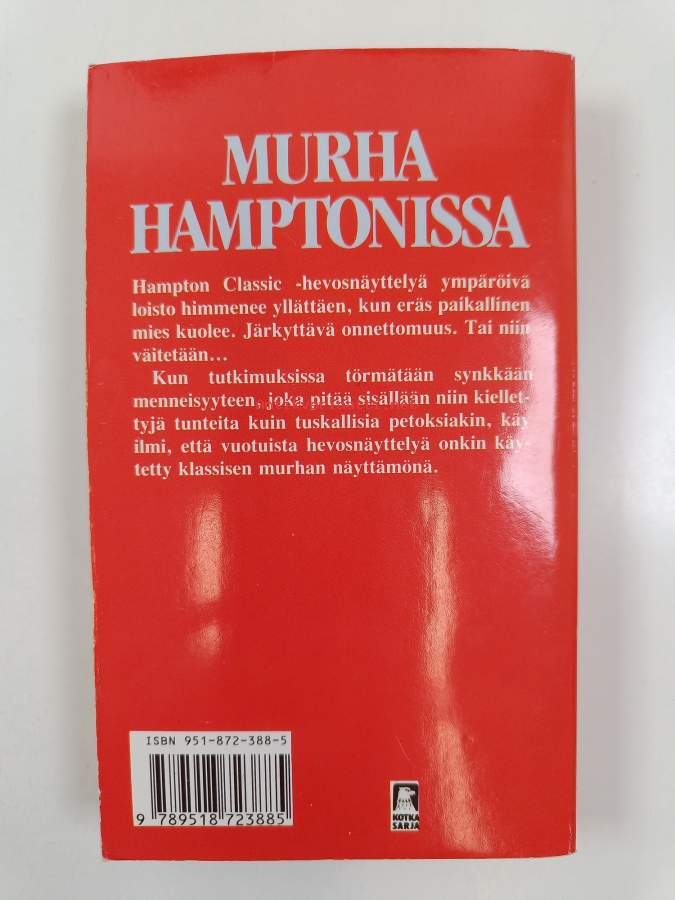 MURHA
HAMPTONISSA
Hampton Classic -hevosnäyttelyä ympäröivä
loisto himmenee yllättäen, kun eräs paikallinen
mies kuolee. Järkyttävä onnettomuus. Tai niin
väitetään...
Kun tutkimuksissa törmätään synkkään
menneisyyteen, joka pitää sisällään niin kiellet-
tyjä tunteita kuin tuskallisia petoksiakin, käy
ilmi, että vuotuista hevosnäyttelyä onkin käy-
tetty klassisen murhan näyttämönä.
ISBN 951-872-388-5
9 789518 723885
KOTKA
SARJA